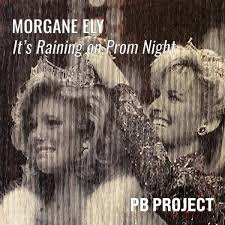 MORGANE ELY
It's Raining on Prom Night
PB PROJECT